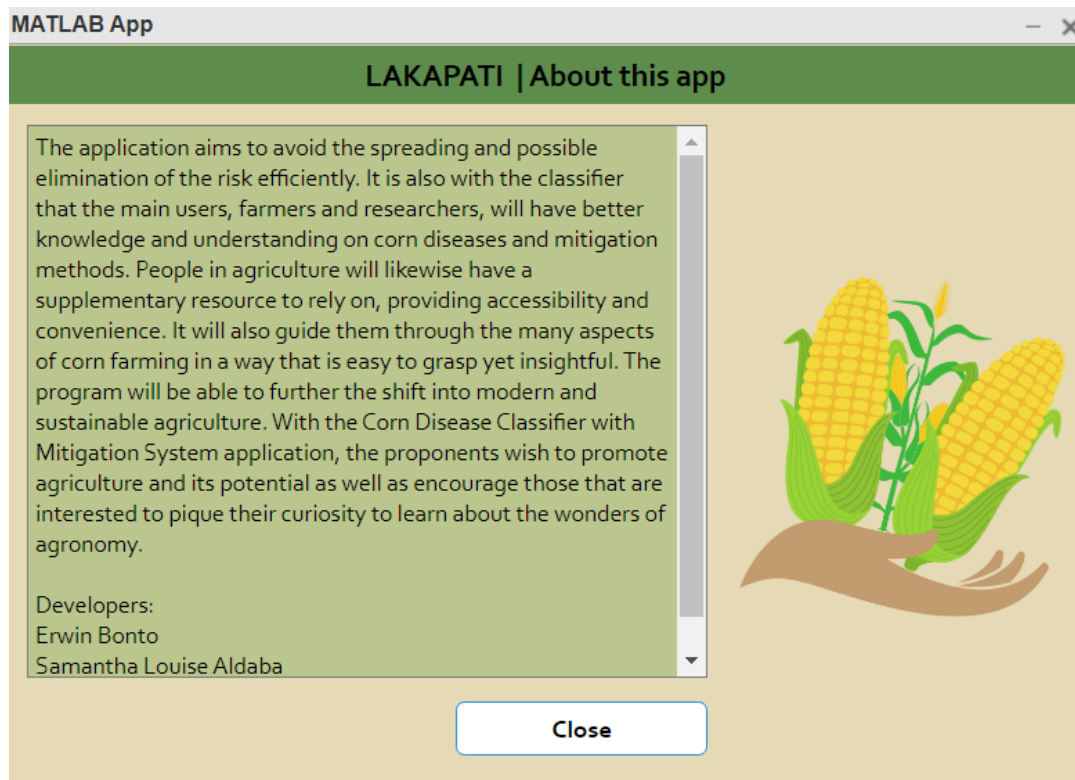 MATLAB App
LAKAPATI | About this app
The application aims to avoid the spreading and possible
elimination of the risk efficiently. It is also with the classifier
that the main users, farmers and researchers, will have better
knowledge and understanding on corn diseases and mitigation
methods. People in agriculture will likewise have a
supplementary resource to rely on, providing accessibility and
convenience. It will also guide them through the many aspects
of corn farming in a way that is easy to grasp yet insightful. The
program will be able to further the shift into modern and
sustainable agriculture. With the Corn Disease Classifier with
Mitigation System application, the proponents wish to promote
agriculture and its potential as well as encourage those that are
interested to pique their curiosity to learn about the wonders of
agronomy.
Developers:
Erwin Bonto
Samantha Louise Aldaba
Close